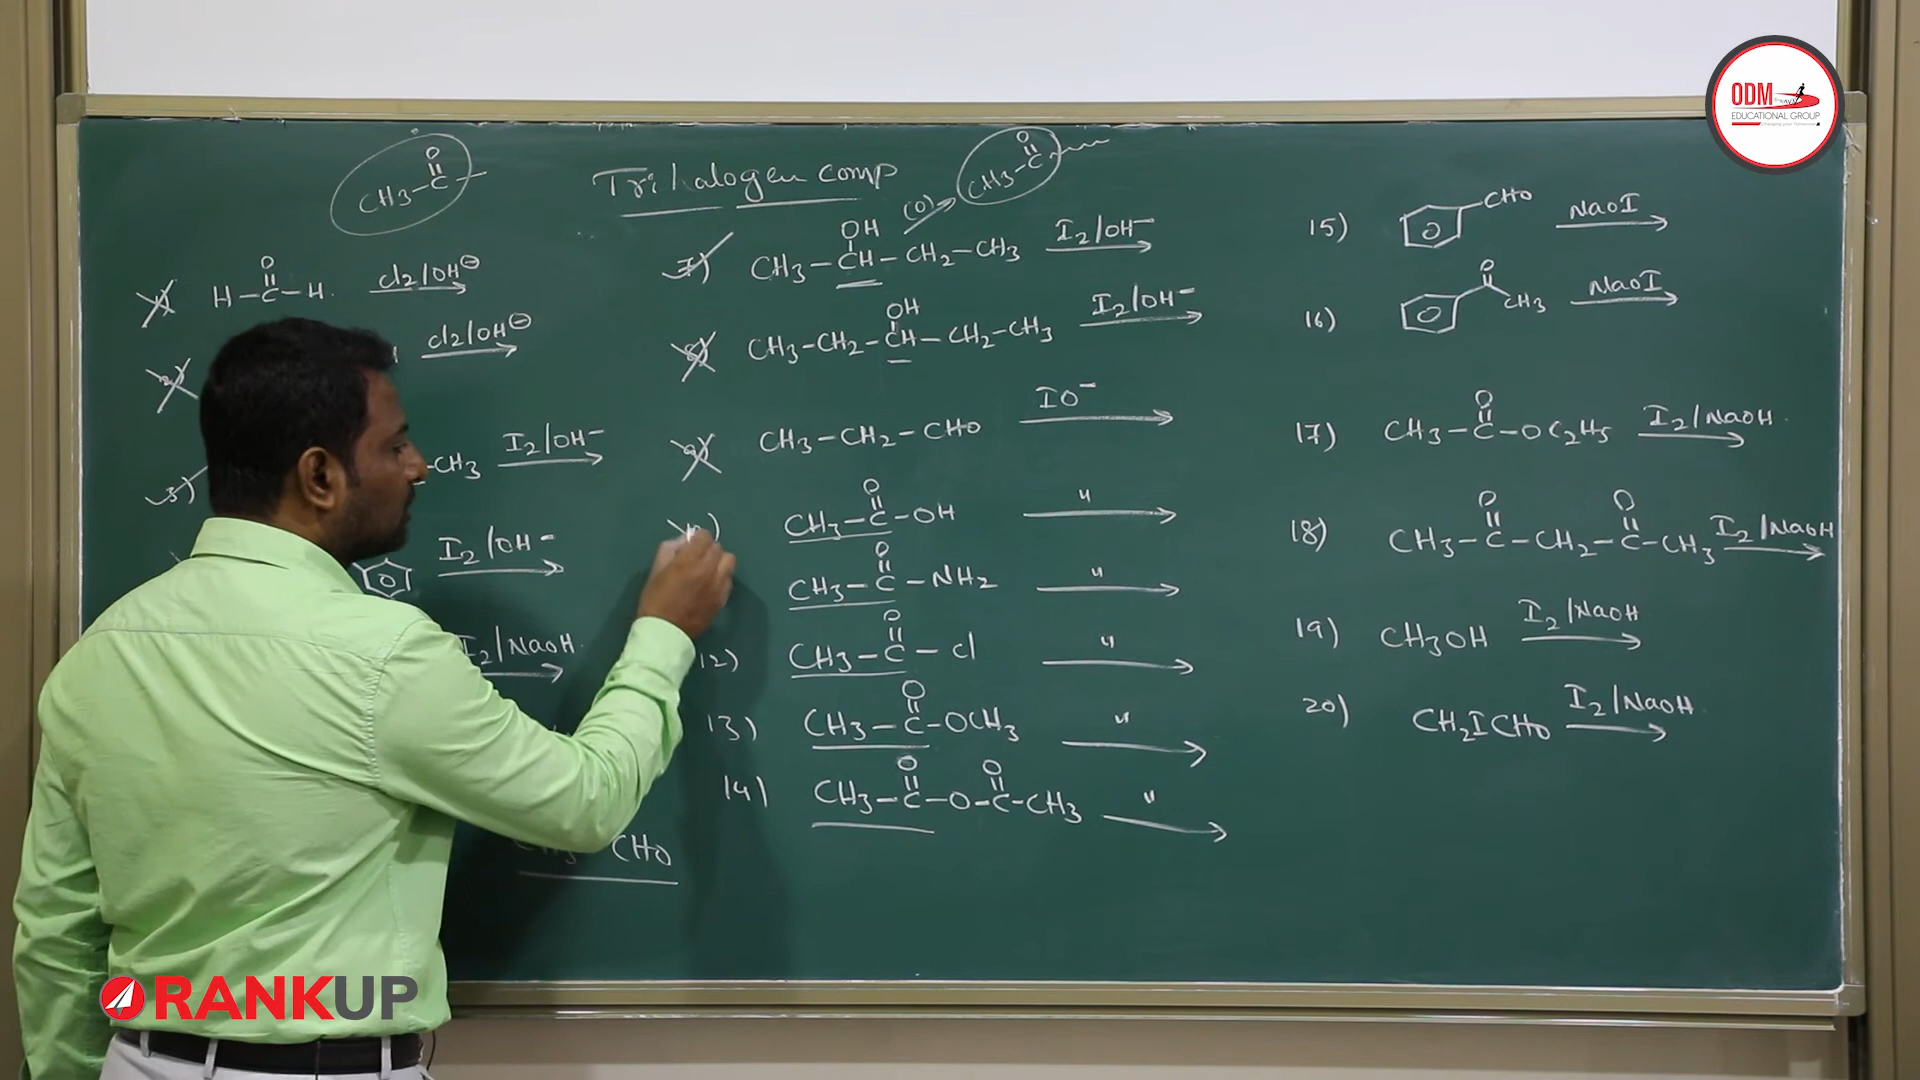 CH3-C-
O
Trihalogen comp
CH3-C
O
1) H-C-H Cl2/OH⊖
O
2) Cl2/OH⊖
3) -CH3 I2/OH-
I2/OH-
I2/NaOH
CHO
7) CH3-CH-CH2-CH3 I2/OH-
OH (O)
8) CH3-CH2-CH-CH2-CH3 I2/OH-
OH
9) CH3-CH2-CHO IO-
10) CH3-C-OH "
O
CH3-C-NH2 "
O
12) CH3-C-Cl "
O
13) CH3-C-OCH3 "
O
14) CH3-C-O-C-CH3 "
O O
15) CHO NaOI
16) O CH3 NaOI
17) CH3-C-OC2H5 I2/NaOH
O
18) CH3-C-CH2-C-CH3 I2/NaOH
O O
19) CH3OH I2/NaOH
20) CH2ICHO I2/NaOH
ODM
EDUCATIONAL GROUP
RANKUP